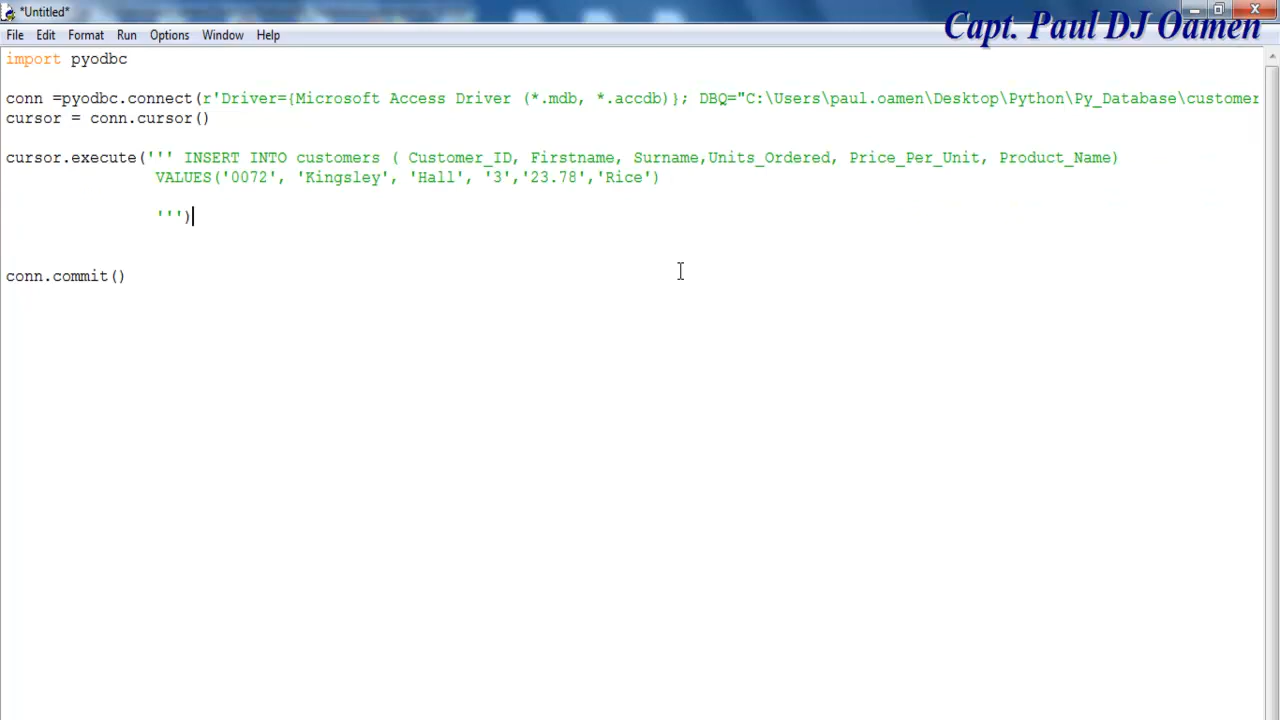 *Untitled*
Capt. Paul DJ Oamen
File Edit Format Run Options Window Help
import pyodbc
conn =pyodbc.connect(r'Driver={Microsoft Access Driver (*.mdb, *.accdb)}; DBQ="C:\Users\paul.oamen\Desktop\Python\Py_Database\customer
cursor = conn.cursor()
cursor.execute(''' INSERT INTO customers ( Customer_ID, Firstname, Surname,Units_Ordered, Price_Per_Unit, Product_Name)
VALUES('0072', 'Kingsley', 'Hall', '3','23.78','Rice')
''')
conn.commit()